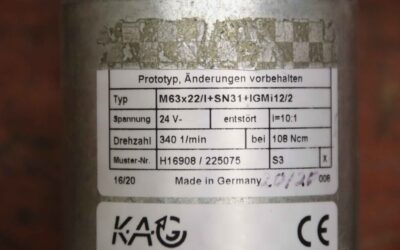 Prototyp, Änderungen vorbehalten
Typ M63x22/I+SN31+IGMi12/2
Spannung 24 V- entstört i=10:1
Drehzahl 340 1/min bei 108 Ncm
Muster-Nr. H16908 / 225075 S3 X
16/20 Made in Germany 008
KAG CE